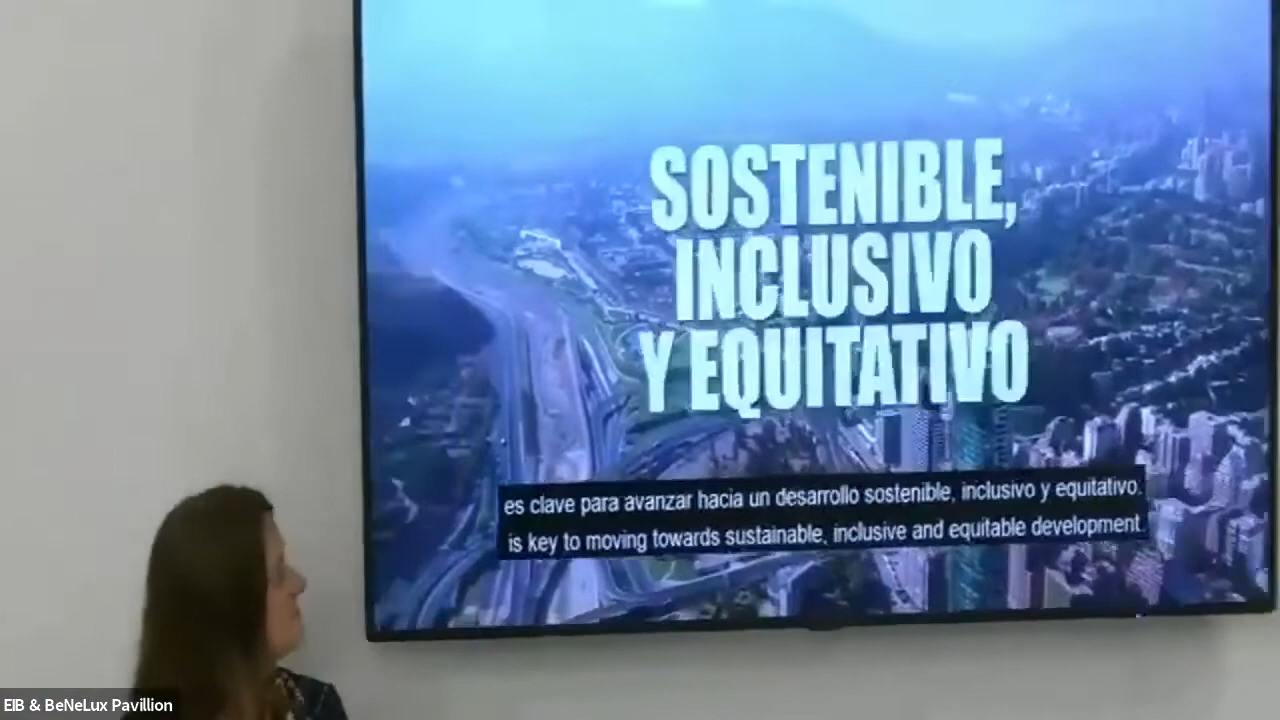 SOSTENIBLE,
INCLUSIVO
Y EQUITATIVO
es clave para avanzar hacia un desarrollo sostenible, inclusivo y equitativo.
is key to moving towards sustainable, inclusive and equitable development.
EIB & BeNeLux Pavillion